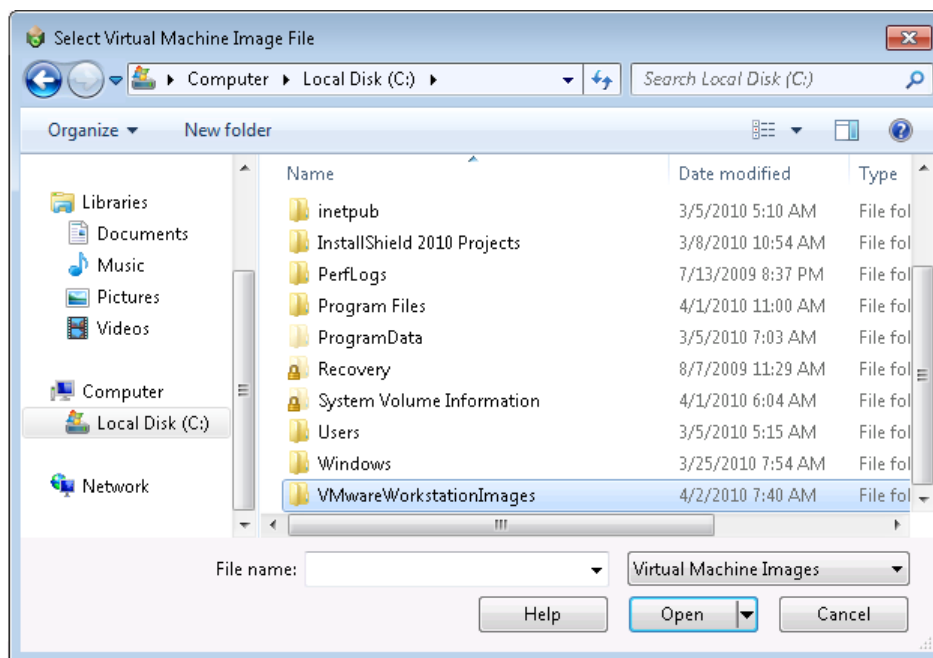 Select Virtual Machine Image File
Computer Local Disk (C:) Search Local Disk (C:)
Organize New folder
Name Date modified Type
Libraries
Documents
Music
Pictures
Videos
Computer
Local Disk (C:)
Network
inetpub 3/5/2010 5:10 AM File fol
InstallShield 2010 Projects 3/8/2010 10:54 AM File fol
PerfLogs 7/13/2009 8:37 PM File fol
Program Files 4/1/2010 11:00 AM File fol
ProgramData 3/5/2010 7:03 AM File fol
Recovery 8/7/2009 11:29 AM File fol
System Volume Information 4/1/2010 6:04 AM File fol
Users 3/5/2010 5:15 AM File fol
Windows 3/25/2010 7:54 AM File fol
VMwareWorkstationImages 4/2/2010 7:40 AM File fol
File name: Virtual Machine Images
Help Open Cancel